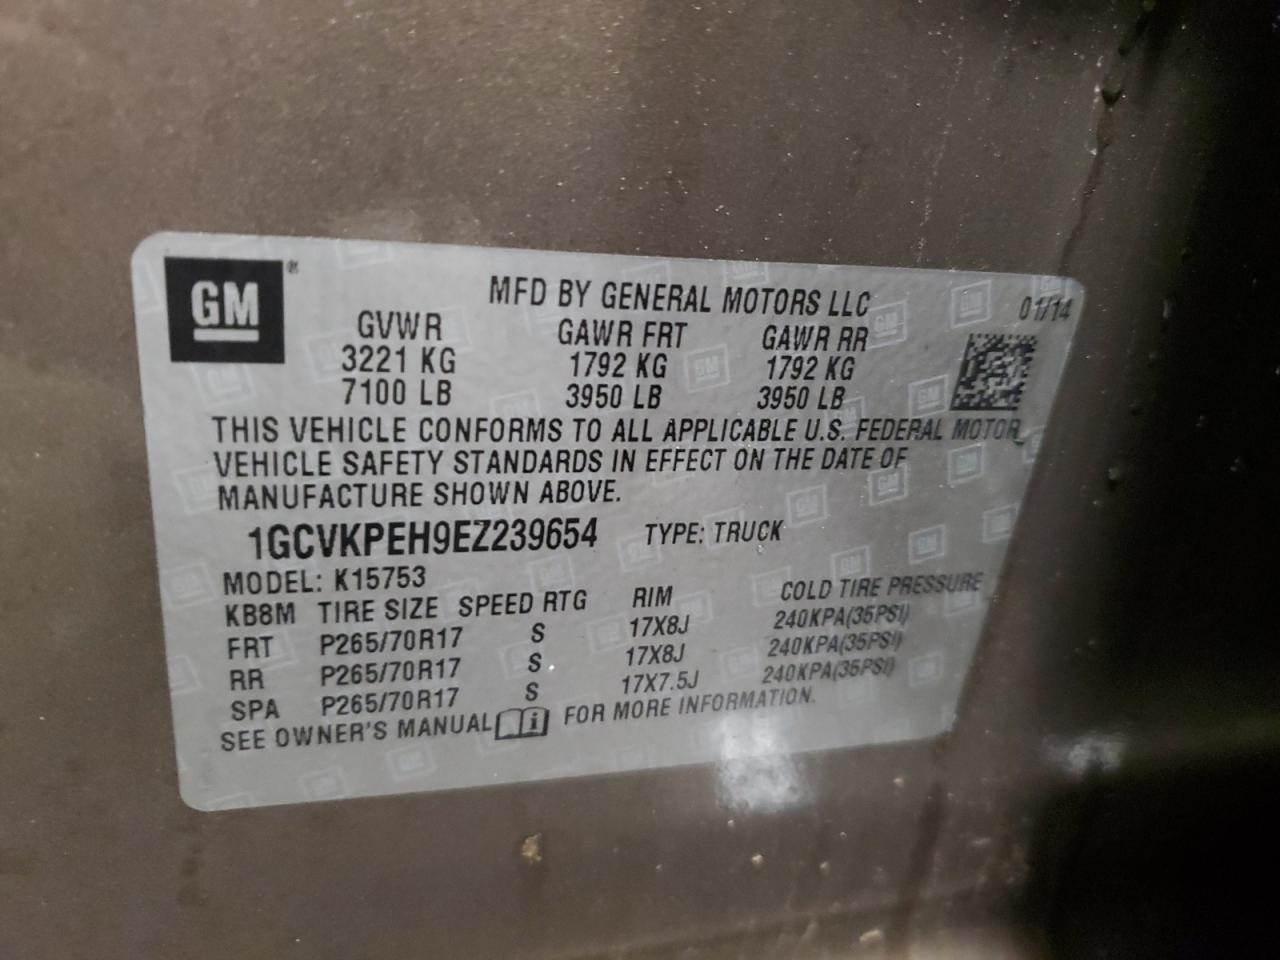 GM ®
MFD BY GENERAL MOTORS LLC 01/14
GVWR GAWR FRT GAWR RR
3221 KG 1792 KG 1792 KG
7100 LB 3950 LB 3950 LB
THIS VEHICLE CONFORMS TO ALL APPLICABLE U.S. FEDERAL MOTOR
VEHICLE SAFETY STANDARDS IN EFFECT ON THE DATE OF
MANUFACTURE SHOWN ABOVE.
1GCVKPEH9EZ239654 TYPE: TRUCK
MODEL: K15753
KB8M TIRE SIZE SPEED RTG RIM COLD TIRE PRESSURE
FRT P265/70R17 S 17X8J 240KPA(35PSI)
RR P265/70R17 S 17X8J 240KPA(35PSI)
SPA P265/70R17 S 17X7.5J 240KPA(35PSI)
SEE OWNER'S MANUAL i FOR MORE INFORMATION.